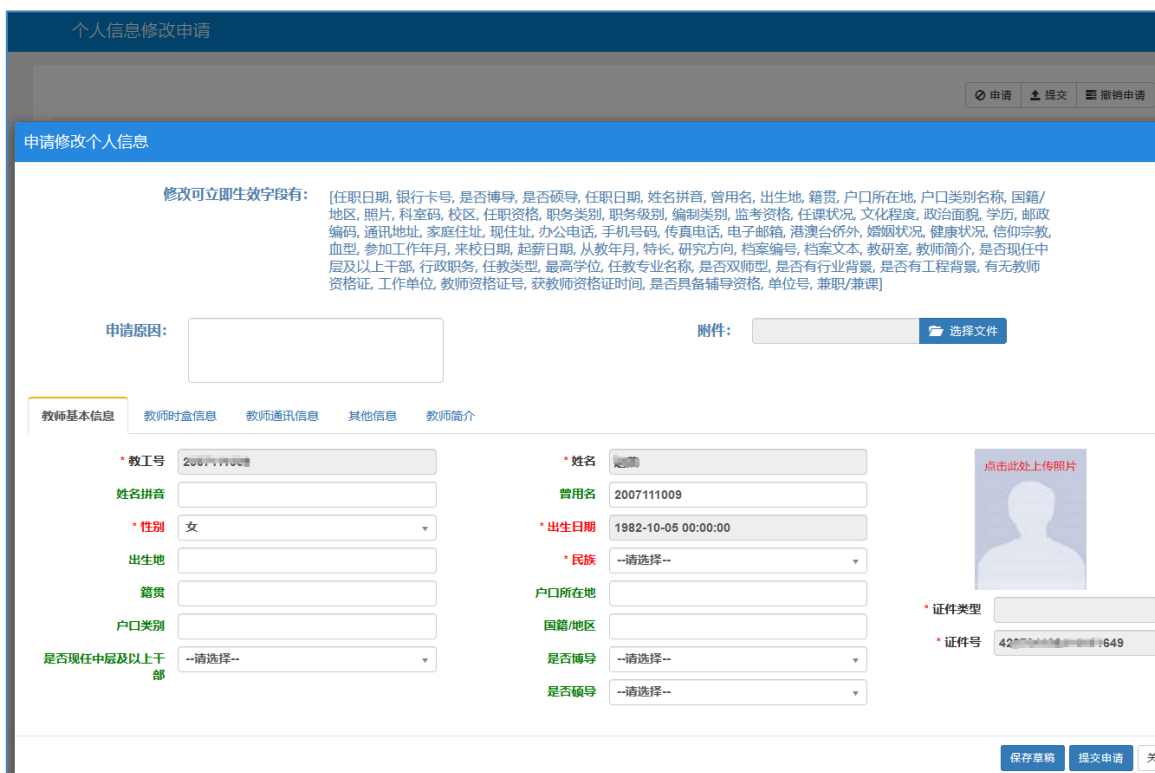 个人信息修改申请
申请 提交 撤销申请
申请修改个人信息
修改可立即生效字段有: [任职日期, 银行卡号, 是否博导, 是否硕导, 任职日期, 姓名拼音, 曾用名, 出生地, 籍贯, 户口所在地, 户口类别名称, 国籍/
地区, 照片, 科室码, 校区, 任职资格, 职务类别, 职务级别, 编制类别, 监考资格, 任课状况, 文化程度, 政治面貌, 学历, 邮政
编码, 通讯地址, 家庭住址, 现住址, 办公电话, 手机号码, 传真电话, 电子邮箱, 港澳台侨外, 婚姻状况, 健康状况, 信仰宗教,
血型, 参加工作年月, 来校日期, 起薪日期, 从教年月, 特长, 研究方向, 档案编号, 档案文本, 教研室, 教师简介, 是否现任中
层及以上干部, 行政职务, 任教类型, 最高学位, 任教专业名称, 是否双师型, 是否有行业背景, 是否有工程背景, 有无教师
资格证, 工作单位, 教师资格证号, 获教师资格证时间, 是否具备辅导资格, 单位号, 兼职/兼课]
申请原因: 附件: 选择文件
教师基本信息 教师时盒信息 教师通讯信息 其他信息 教师简介
* 教工号 * 姓名 点击此处上传照片
姓名拼音 曾用名 2007111009
* 性别 女 * 出生日期 1982-10-05 00:00:00
出生地 * 民族 --请选择--
籍贯 户口所在地
* 证件类型
户口类别 国籍/地区
* 证件号 649
是否现任中层及以上干 --请选择-- 是否博导 --请选择--
部
是否硕导 --请选择--
保存草稿 提交申请